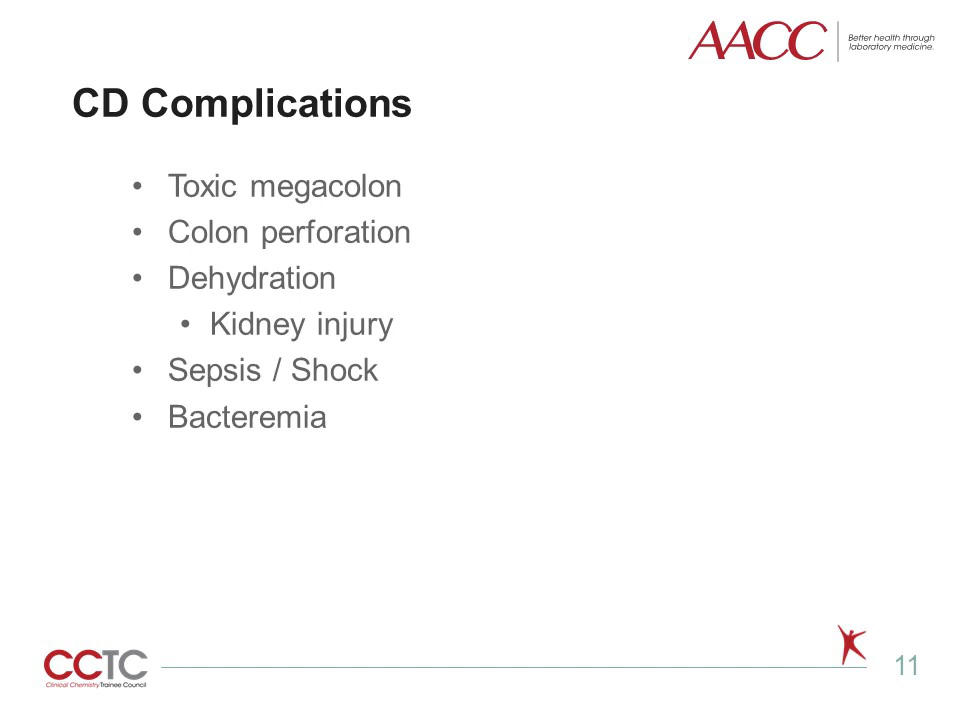 AACC
Better health through
laboratory medicine.
CD Complications
• Toxic megacolon
• Colon perforation
• Dehydration
• Kidney injury
• Sepsis / Shock
• Bacteremia
CCTC
Clinical Chemistry Trainee Council
11